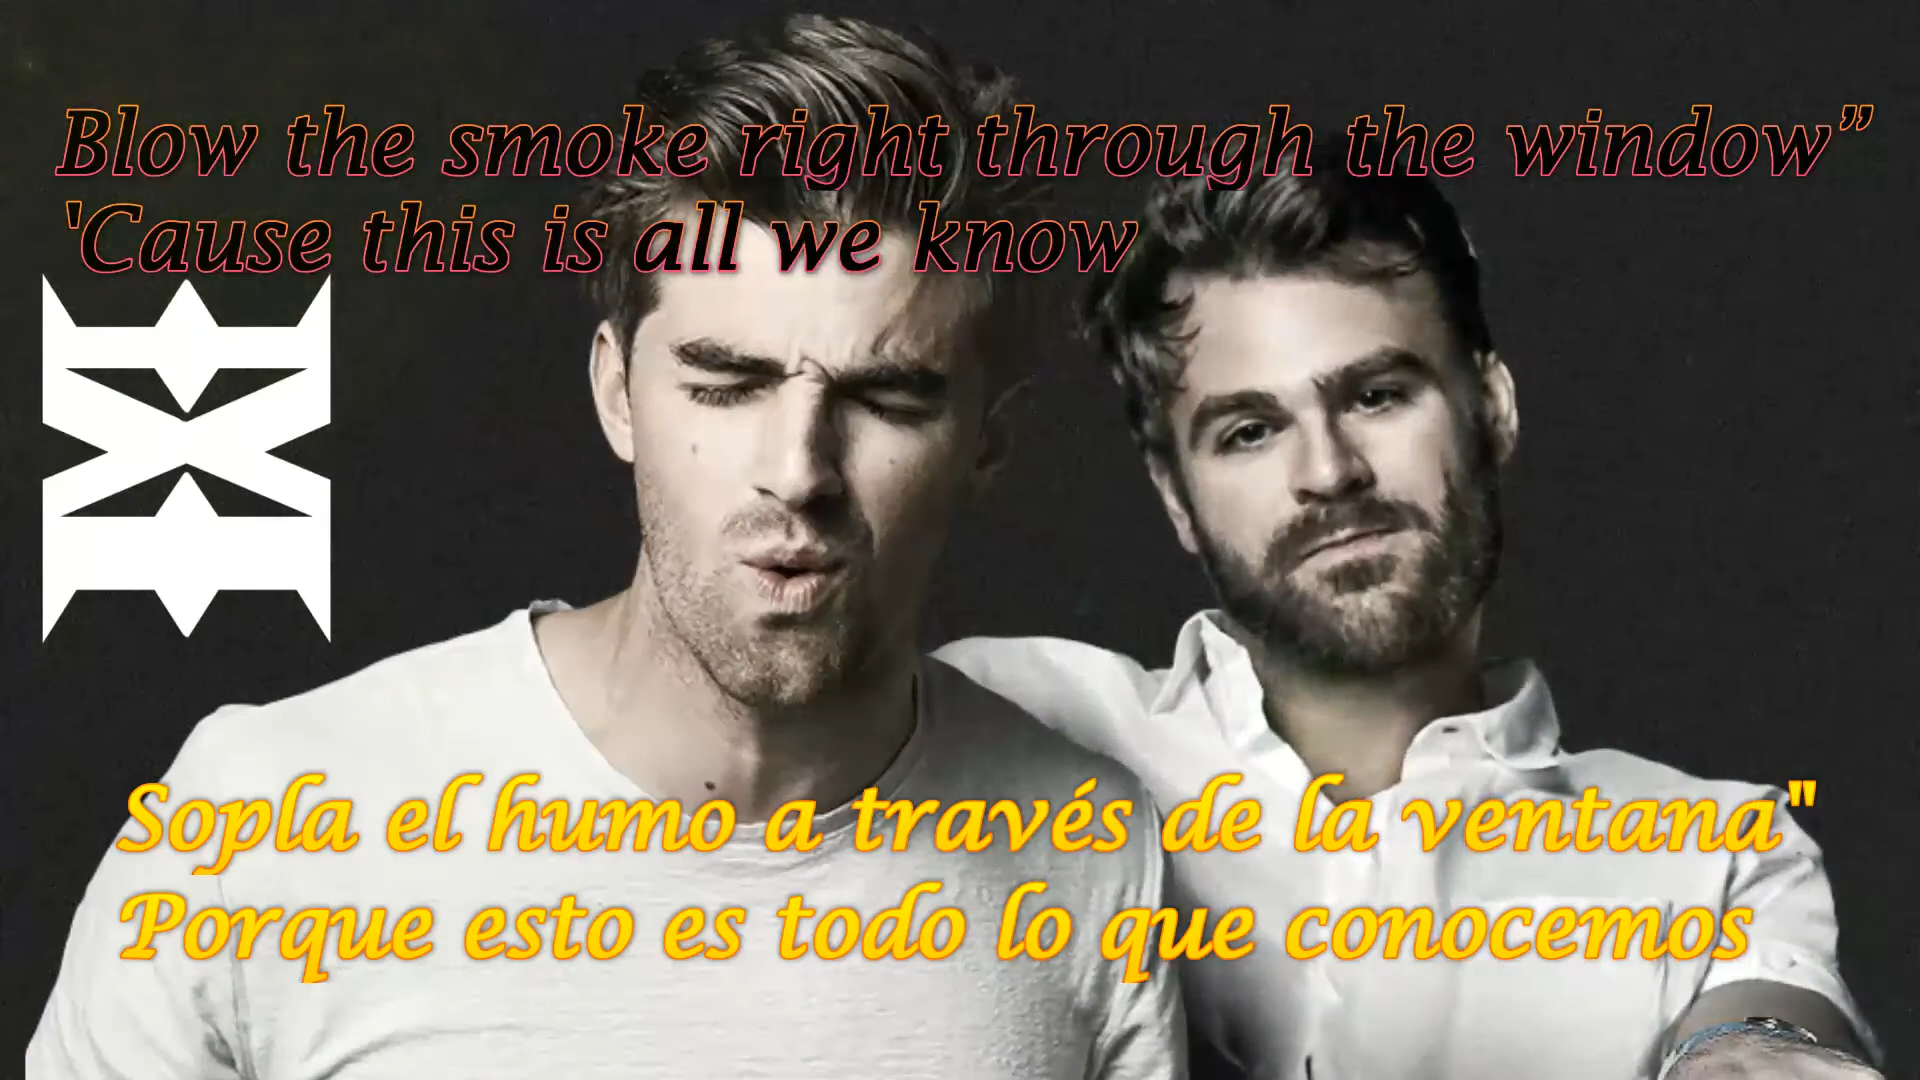 Blow the smoke right through the window”
‘Cause this is all we know
Sopla el humo a través de la ventana"
Porque esto es todo lo que conocemos